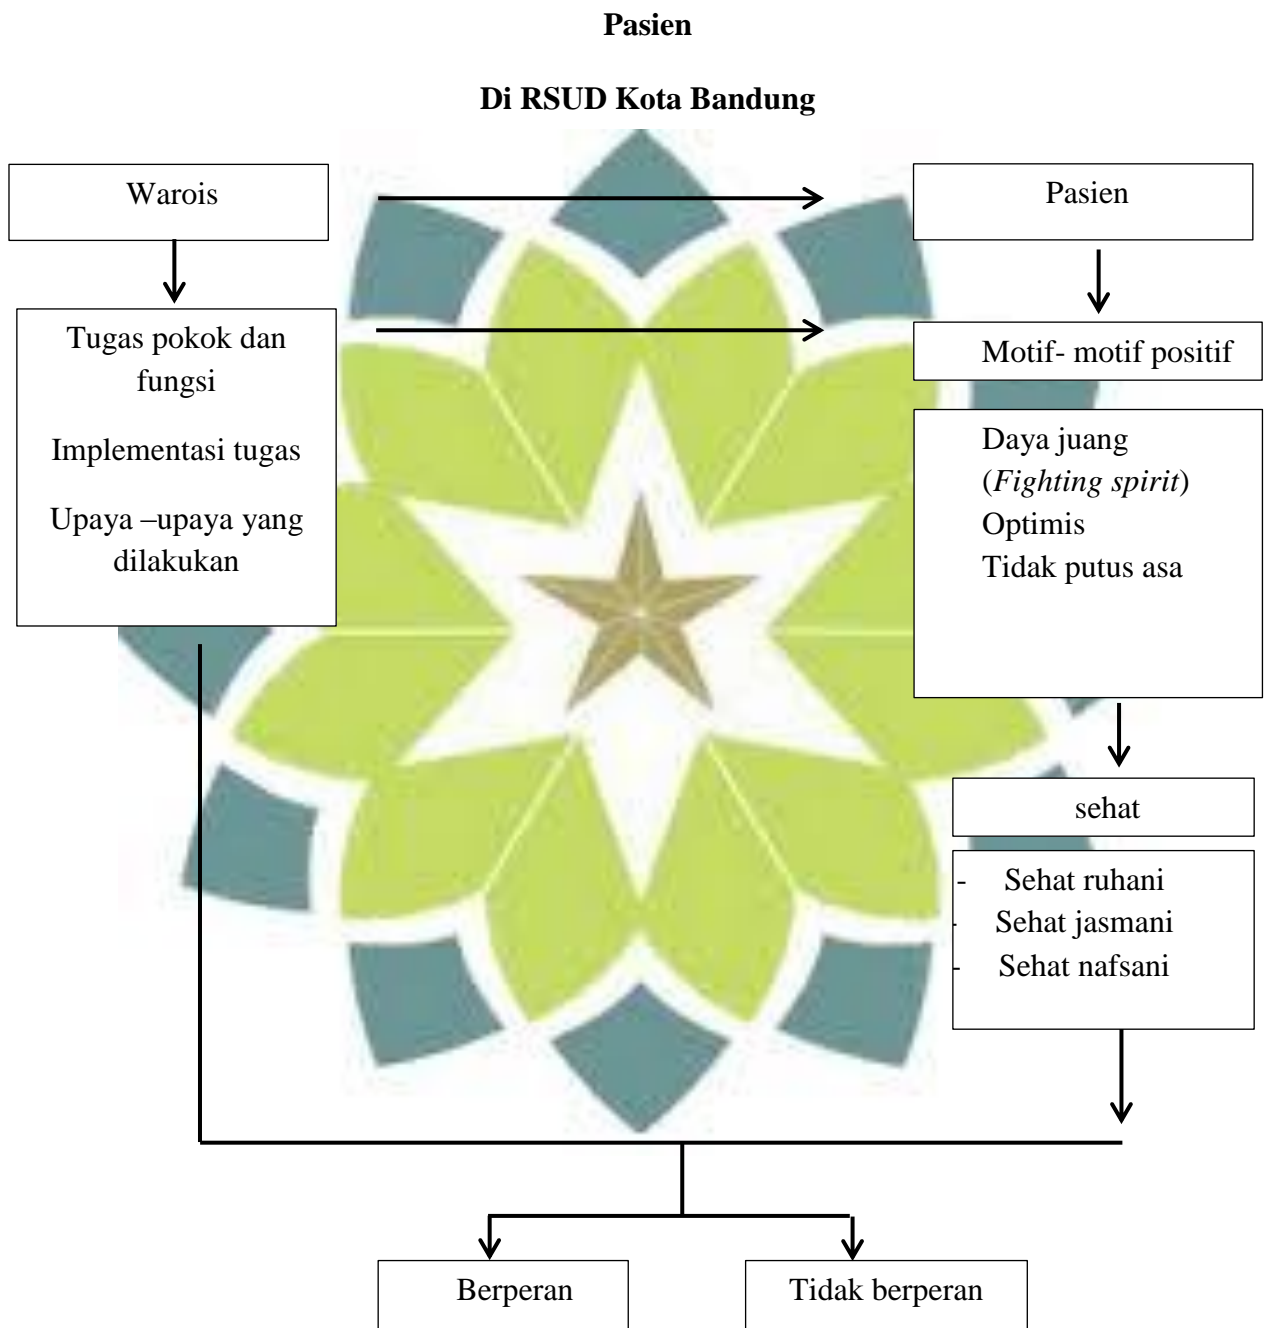 Pasien
Di RSUD Kota Bandung
Warois
Pasien
Tugas pokok dan
fungsi
Implementasi tugas
Upaya –upaya yang
dilakukan
Motif- motif positif
Daya juang
(Fighting spirit)
Optimis
Tidak putus asa
sehat
- Sehat ruhani
- Sehat jasmani
- Sehat nafsani
Berperan
Tidak berperan